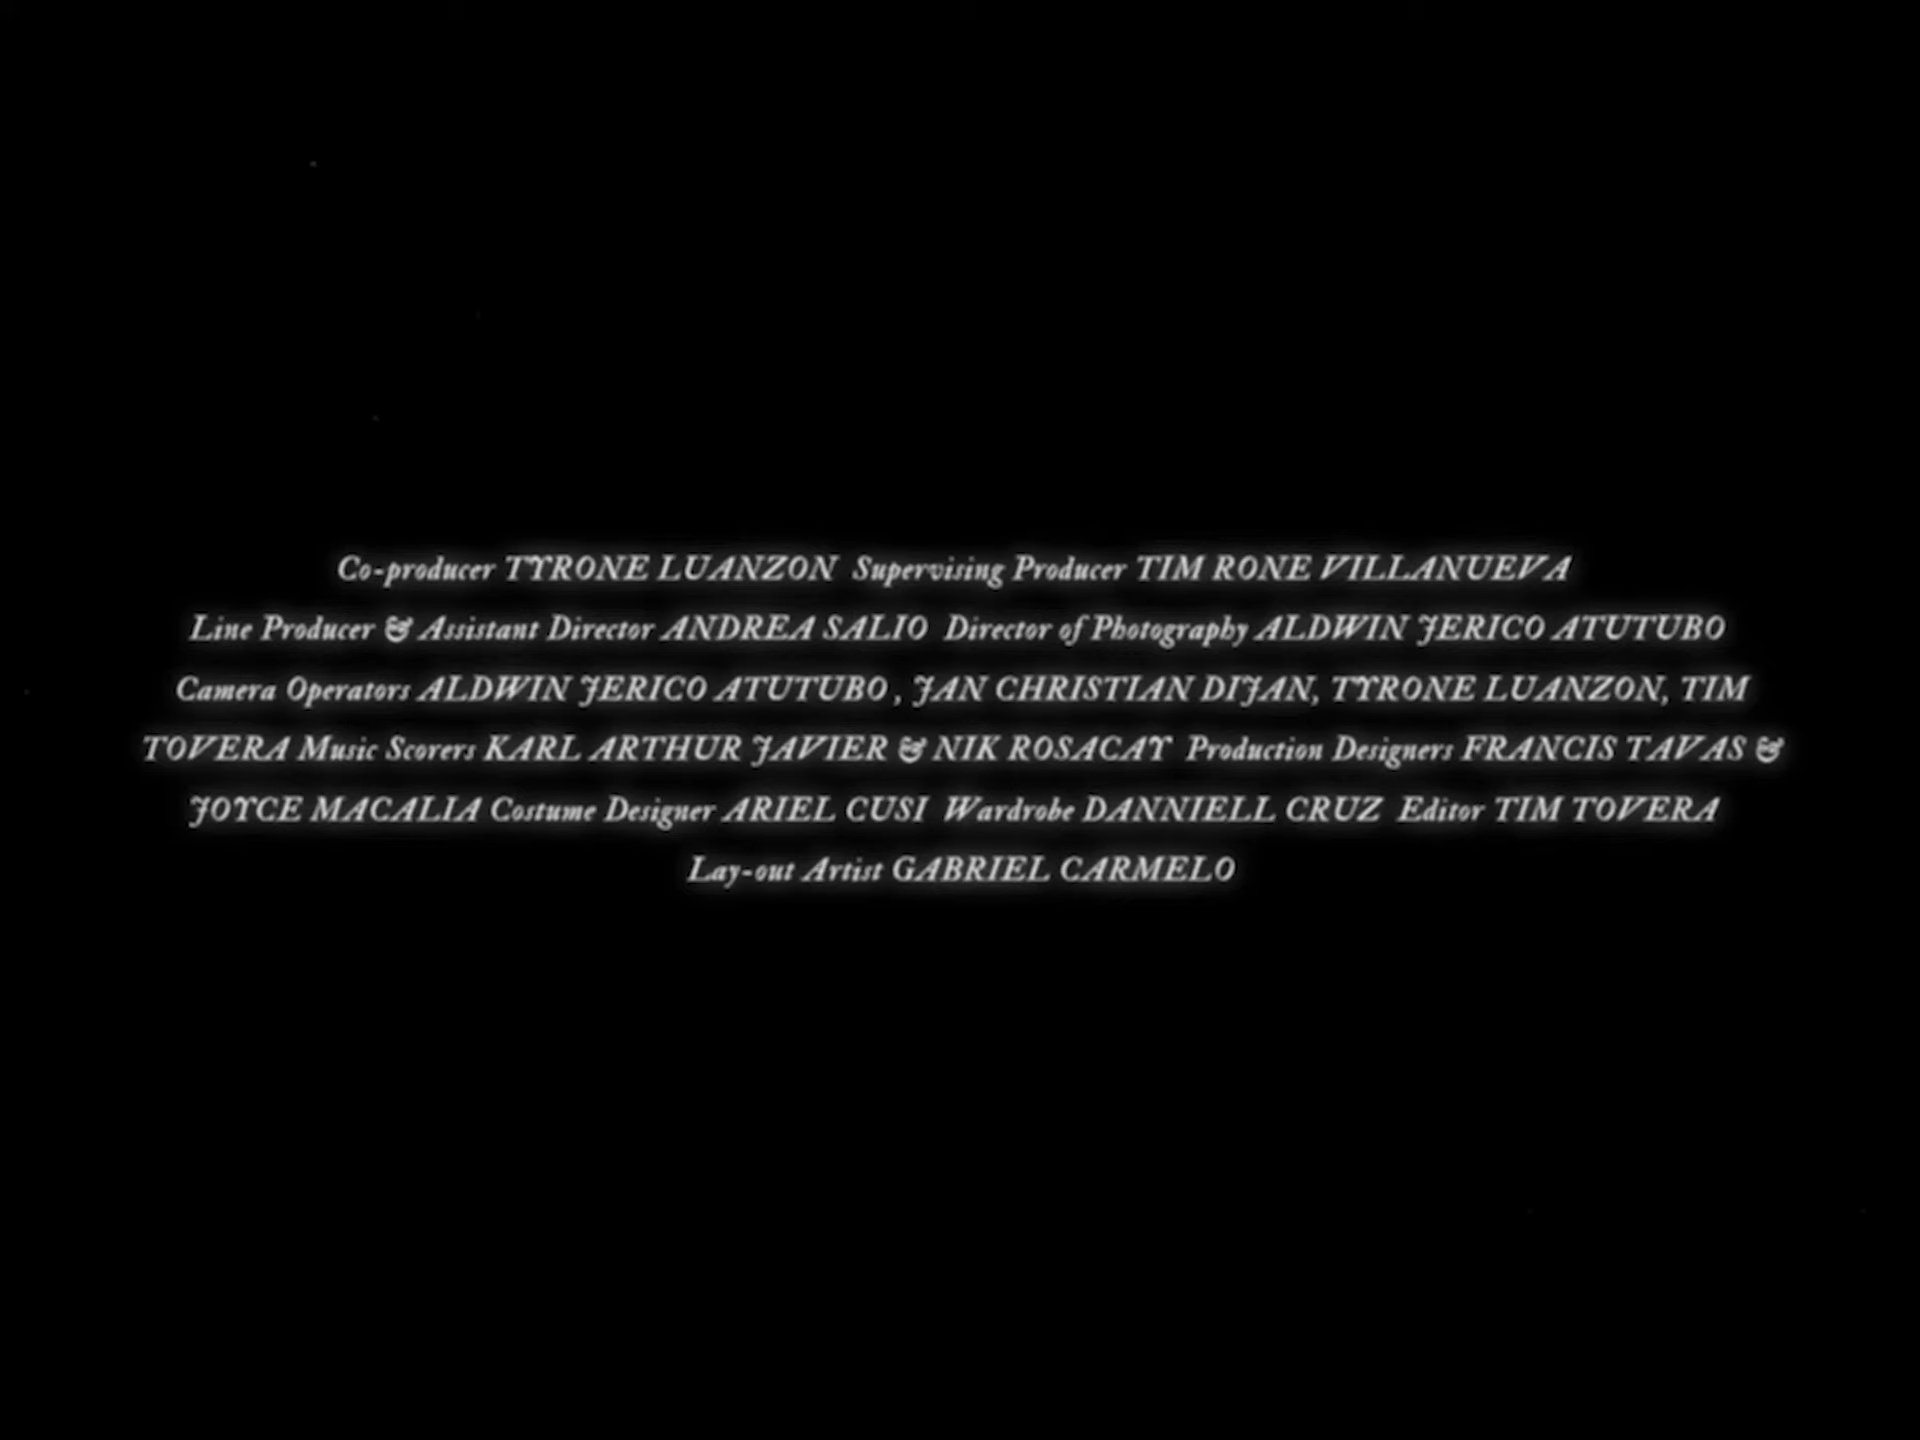 Co-producer TYRONE LUANZON Supervising Producer TIM RONE VILLANUEVA
Line Producer & Assistant Director ANDREA SALIO Director of Photography ALDWIN JERICO ATUTUBO
Camera Operators ALDWIN JERICO ATUTUBO , JAN CHRISTIAN DIJAN, TYRONE LUANZON, TIM
TOVERA Music Scorers KARL ARTHUR JAVIER & NIK ROSACAY Production Designers FRANCIS TAVAS &
JOYCE MACALIA Costume Designer ARIEL CUSI Wardrobe DANNIELL CRUZ Editor TIM TOVERA
Lay-out Artist GABRIEL CARMELO